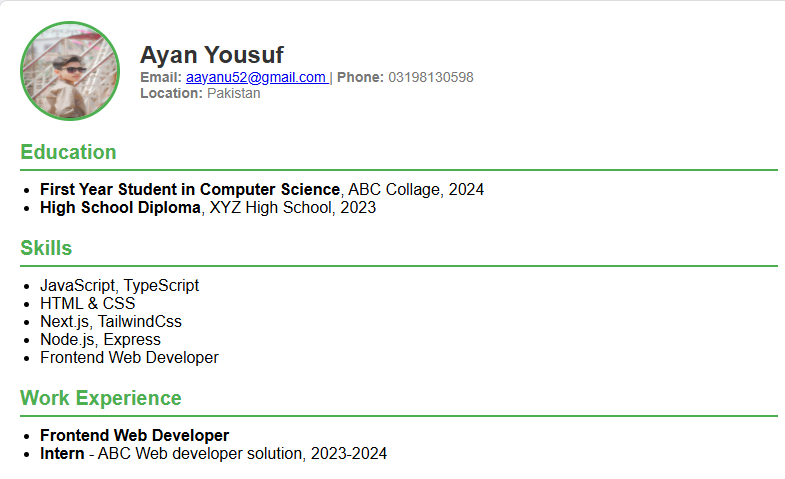 Ayan Yousuf
Email: aayanu52@gmail.com | Phone: 03198130598
Location: Pakistan
Education
First Year Student in Computer Science, ABC Collage, 2024
High School Diploma, XYZ High School, 2023
Skills
JavaScript, TypeScript
HTML & CSS
Next.js, TailwindCss
Node.js, Express
Frontend Web Developer
Work Experience
Frontend Web Developer
Intern - ABC Web developer solution, 2023-2024